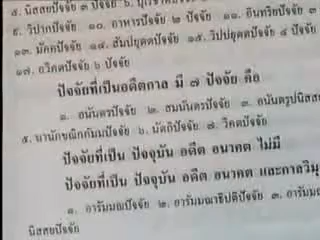 ๕. นิสสยปัจจัย ๓ ปัจจัย ๖.
๙. วิปากปัจจัย ๑๐. อาหารปัจจัย ๒ ปัจจัย ๑๑. อินทริยปัจจัย ๓
๑๓. มัคคปัจจัย ๑๔. สัมปยุตตปัจจัย ๑๕. วิปปยุตตปัจจัย ๔ ปัจจัย
๑๗. อวิคตปัจจัย ๖ ปัจจัย
ปัจจัยที่เป็นอดีตกาล มี ๗ ปัจจัย คือ
๑. อนันตรปัจจัย ๒. สมนันตรปัจจัย ๓. อนันตรูปนิสส
๕. นานักขณิกกัมมปัจจัย ๖. นัตถิปัจจัย ๗. วิคตปัจจัย
ปัจจัยที่เป็น ปัจจุบัน อดีต อนาคต ไม่มี
ปัจจัยที่เป็น ปัจจุบัน อดีต อนาคต และกาลวิมุ
๑. อารัมมณปัจจัย ๒. อารัมมณาธิปติปัจจัย ๓. อารัมม
นิสสยปัจจัย